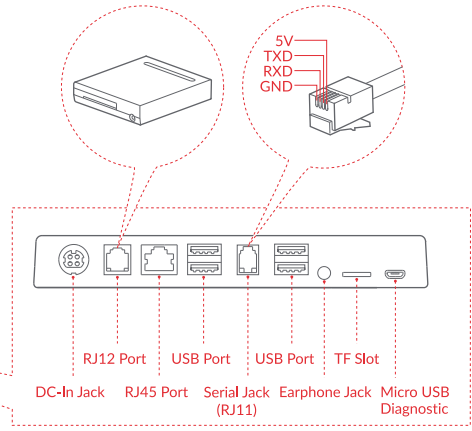 5V
TXD
RXD
GND
RJ12 Port
USB Port
USB Port
TF Slot
DC-In Jack
RJ45 Port
Serial Jack
(RJ11)
Earphone Jack
Micro USB
Diagnostic